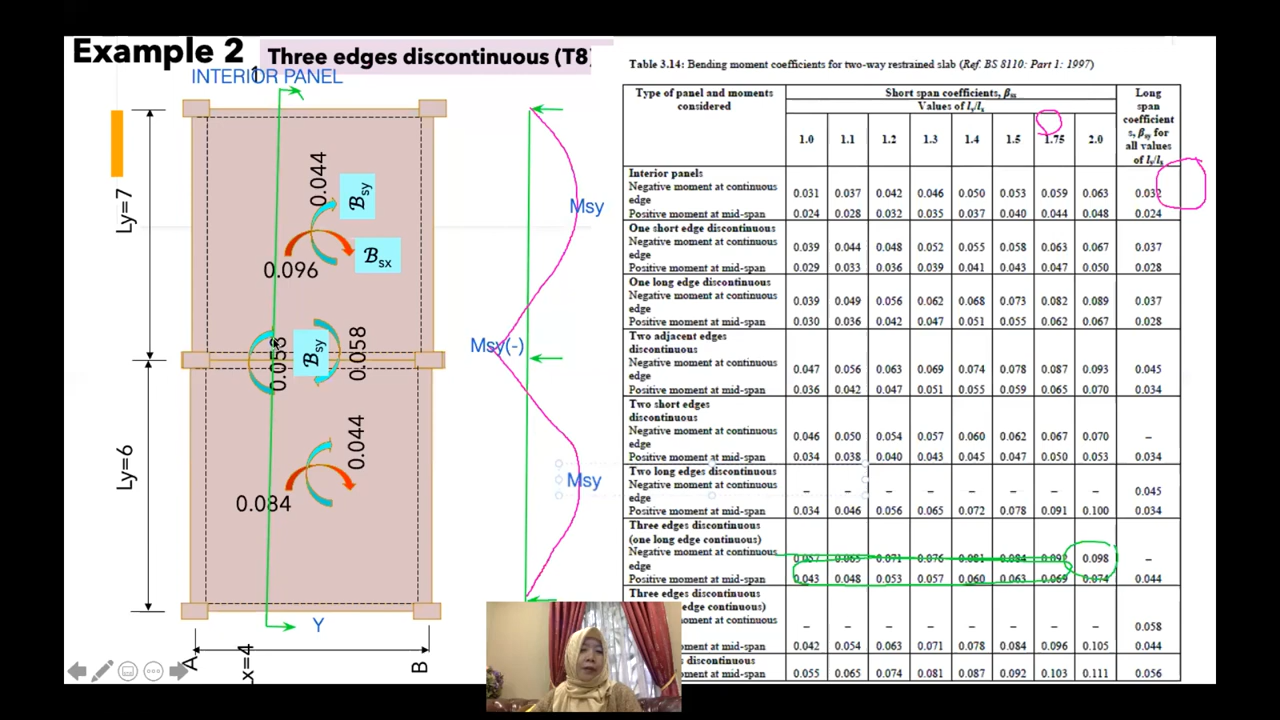 Example 2
Three edges discontinuous (T8)
INTERIOR PANEL
1
Ly=7
0.044
Bsy
Bsx
0.096
Msy
Msy(-)
0.058
Bsy
0.058
Ly=6
0.044
0.084
Msy
Y
A
Lx=4
B
Table 3.14: Bending moment coefficients for two-way restrained slab (Ref: BS 8110: Part 1: 1997)
Type of panel and moments considered
Short span coefficients, βsx
Values of ly/lx
Long span coefficients, βsy for all values of ly/lx
1.0 1.1 1.2 1.3 1.4 1.5 1.75 2.0
Interior panels
Negative moment at continuous edge 0.031 0.037 0.042 0.046 0.050 0.053 0.059 0.063 0.032
Positive moment at mid-span 0.024 0.028 0.032 0.035 0.037 0.040 0.044 0.048 0.024
One short edge discontinuous
Negative moment at continuous edge 0.039 0.044 0.048 0.052 0.055 0.058 0.063 0.067 0.037
Positive moment at mid-span 0.029 0.033 0.036 0.039 0.041 0.043 0.047 0.050 0.028
One long edge discontinuous
Negative moment at continuous edge 0.039 0.049 0.056 0.062 0.068 0.073 0.082 0.089 0.037
Positive moment at mid-span 0.030 0.036 0.042 0.047 0.051 0.055 0.062 0.067 0.028
Two adjacent edges discontinuous
Negative moment at continuous edge 0.047 0.056 0.063 0.069 0.074 0.078 0.087 0.093 0.045
Positive moment at mid-span 0.036 0.042 0.047 0.051 0.055 0.059 0.065 0.070 0.034
Two short edges discontinuous
Negative moment at continuous edge 0.046 0.050 0.054 0.057 0.060 0.062 0.067 0.070 –
Positive moment at mid-span 0.034 0.038 0.040 0.043 0.045 0.047 0.050 0.053 0.034
Two long edges discontinuous
Negative moment at continuous edge – – – – – – – – 0.045
Positive moment at mid-span 0.034 0.046 0.056 0.065 0.072 0.078 0.091 0.100 0.034
Three edges discontinuous (one long edge continuous)
Negative moment at continuous edge 0.057 0.065 0.071 0.076 0.081 0.084 0.092 0.098 –
Positive moment at mid-span 0.043 0.048 0.053 0.057 0.060 0.063 0.069 0.074 0.044
Three edges discontinuous
edge continuous)
moment at continuous – – – – – – – – 0.058
moment at mid-span 0.042 0.054 0.063 0.071 0.078 0.084 0.096 0.105 0.044
discontinuous
moment at mid-span 0.055 0.065 0.074 0.081 0.087 0.092 0.103 0.111 0.056